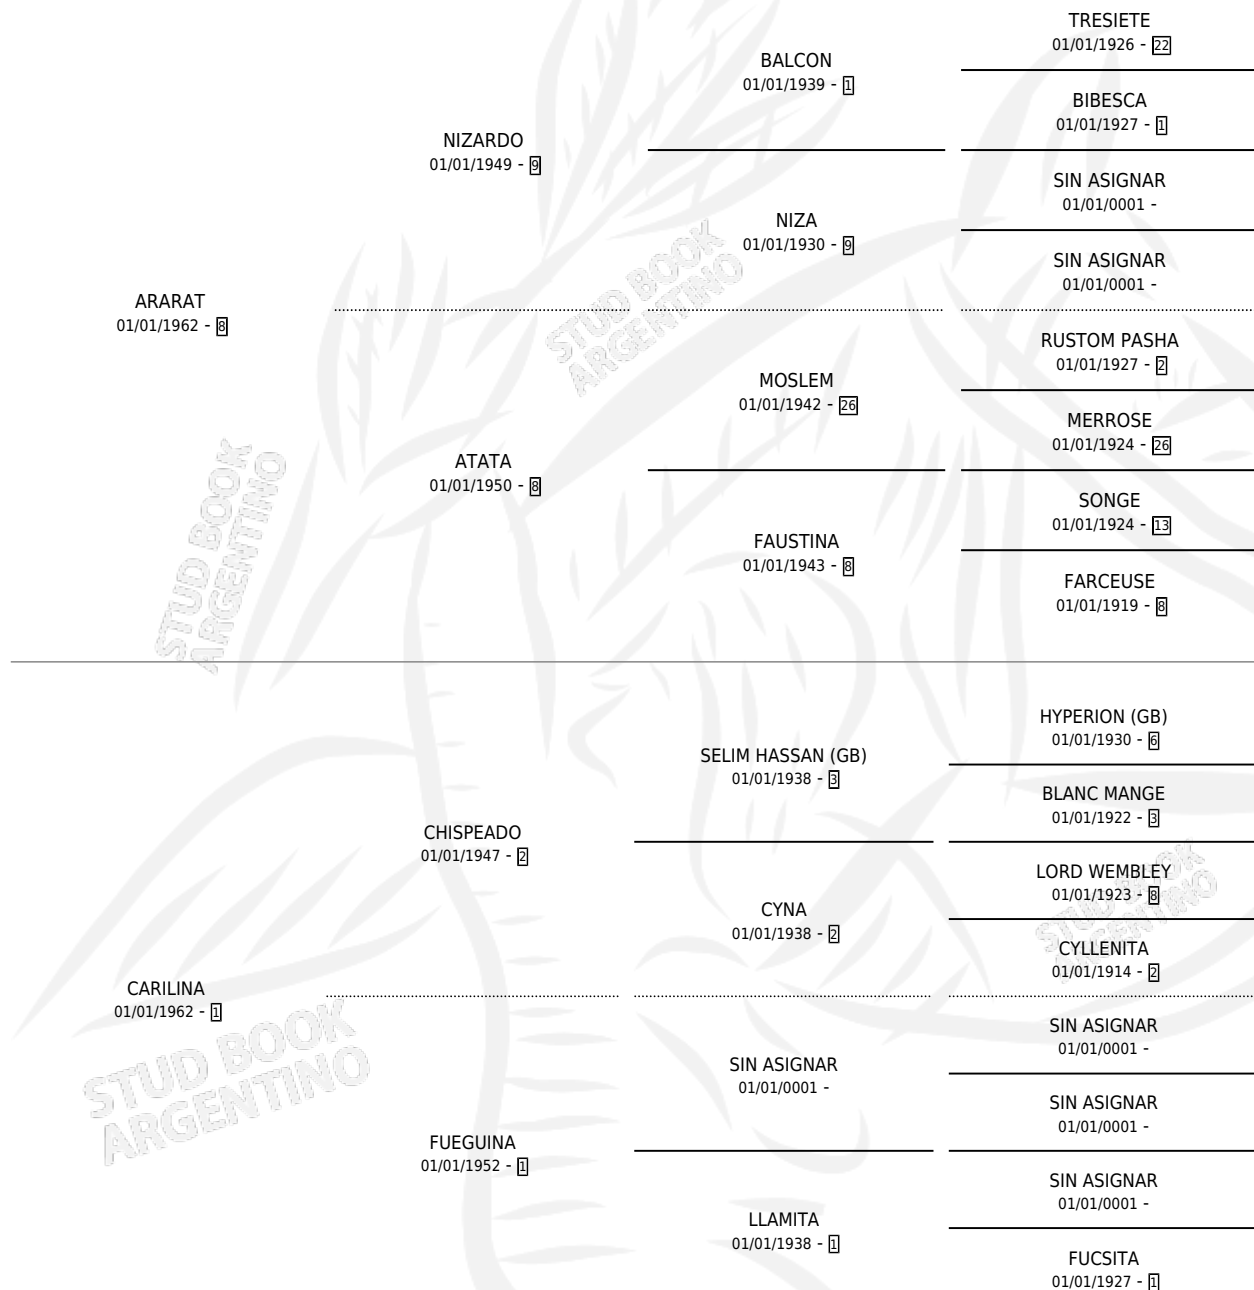 TRESIETE
01/01/1926 - 22
BALCON
01/01/1939 - 1
BIBESCA
01/01/1927 - 1
NIZARDO
01/01/1949 - 9
SIN ASIGNAR
01/01/0001 -
NIZA
01/01/1930 - 9
SIN ASIGNAR
01/01/0001 -
ARARAT
01/01/1962 - 8
RUSTOM PASHA
01/01/1927 - 2
MOSLEM
01/01/1942 - 26
MERROSE
01/01/1924 - 26
ATATA
01/01/1950 - 8
SONGE
01/01/1924 - 13
FAUSTINA
01/01/1943 - 8
FARCEUSE
01/01/1919 - 8
HYPERION (GB)
01/01/1930 - 6
SELIM HASSAN (GB)
01/01/1938 - 3
BLANC MANGE
01/01/1922 - 3
CHISPEADO
01/01/1947 - 2
LORD WEMBLEY
01/01/1923 - 8
CYNA
01/01/1938 - 2
CYLLENITA
01/01/1914 - 2
CARILINA
01/01/1962 - 1
SIN ASIGNAR
01/01/0001 -
SIN ASIGNAR
01/01/0001 -
SIN ASIGNAR
01/01/0001 -
FUEGUINA
01/01/1952 - 1
SIN ASIGNAR
01/01/0001 -
LLAMITA
01/01/1938 - 1
FUCSITA
01/01/1927 - 1
STUD BOOK
ARGENTINO
STUD BOOK
ARGENTINO
STUD BOOK
ARGENTINO
STUD BOOK
ARGENTINO